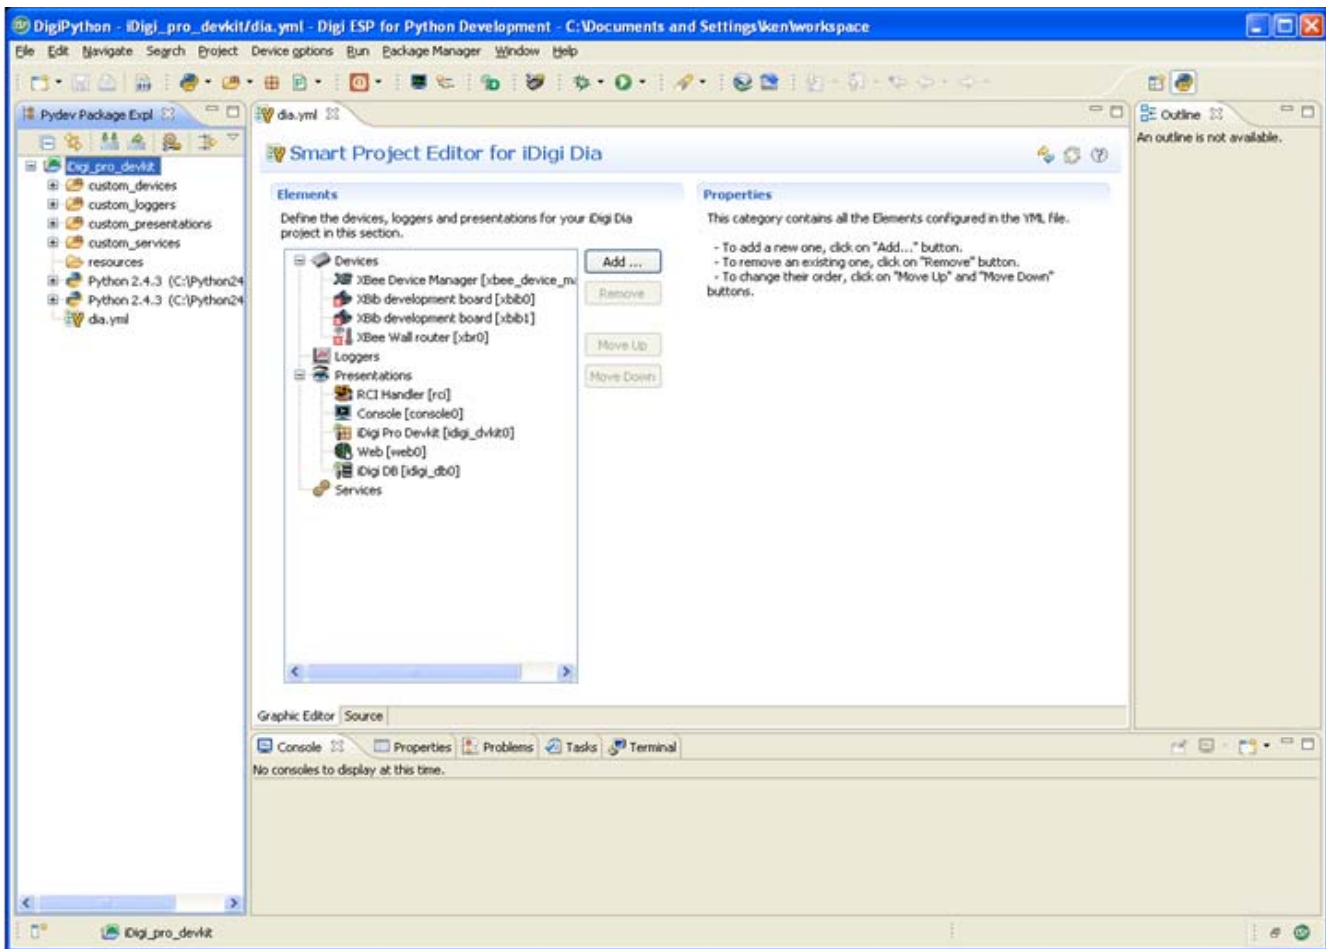 DigiPython - iDigi_pro_devkit/dia.yml - Digi ESP for Python Development - C:\Documents and Settings\ken\workspace
File Edit Navigate Search Project Device options Run Package Manager Window Help
Pydev Package Expl
dia.yml
Outline
An outline is not available.
iDigi_pro_devkit
custom_devices
custom_loggers
custom_presentations
custom_services
resources
Python 2.4.3 (C:\Python24
Python 2.4.3 (C:\Python24
dia.yml
Smart Project Editor for iDigi Dia
Elements
Define the devices, loggers and presentations for your iDigi Dia
project in this section.
Devices
XBee Device Manager [xbee_device_ma
XBib development board [xbib0]
XBib development board [xbib1]
XBee Wall router [xbr0]
Loggers
Presentations
RCI Handler [rci]
Console [console0]
iDigi Pro Devkit [idigi_dvkit0]
Web [web0]
iDigi DB [idigi_db0]
Services
Add ...
Remove
Move Up
Move Down
Properties
This category contains all the Elements configured in the YML file.
- To add a new one, click on "Add..." button.
- To remove an existing one, click on "Remove" button.
- To change their order, click on "Move Up" and "Move Down"
buttons.
Graphic Editor Source
Console Properties Problems Tasks Terminal
No consoles to display at this time.
iDigi_pro_devkit